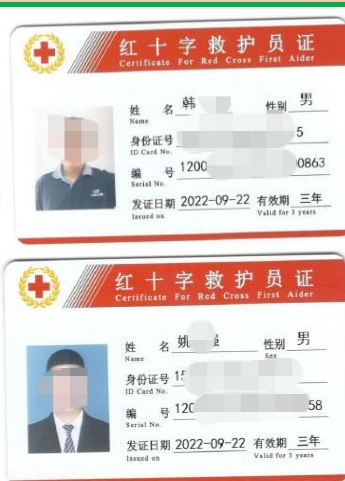 红十字救护员证
Certificate For Red Cross First Aider
姓 名 韩 性别 男
Name
身份证号 5
ID Card No.
编 号 1200 0863
Serial No.
发证日期 2022-09-22 有效期 三年
Issued on Valid for 3 years
红十字救护员证
Certificate For Red Cross First Aider
姓 名 姚 强 性别 男
Name Sex
身份证号 15
ID Card No.
编 号 120 58
Serial No.
发证日期 2022-09-22 有效期 三年
Issued on Valid for 3 years